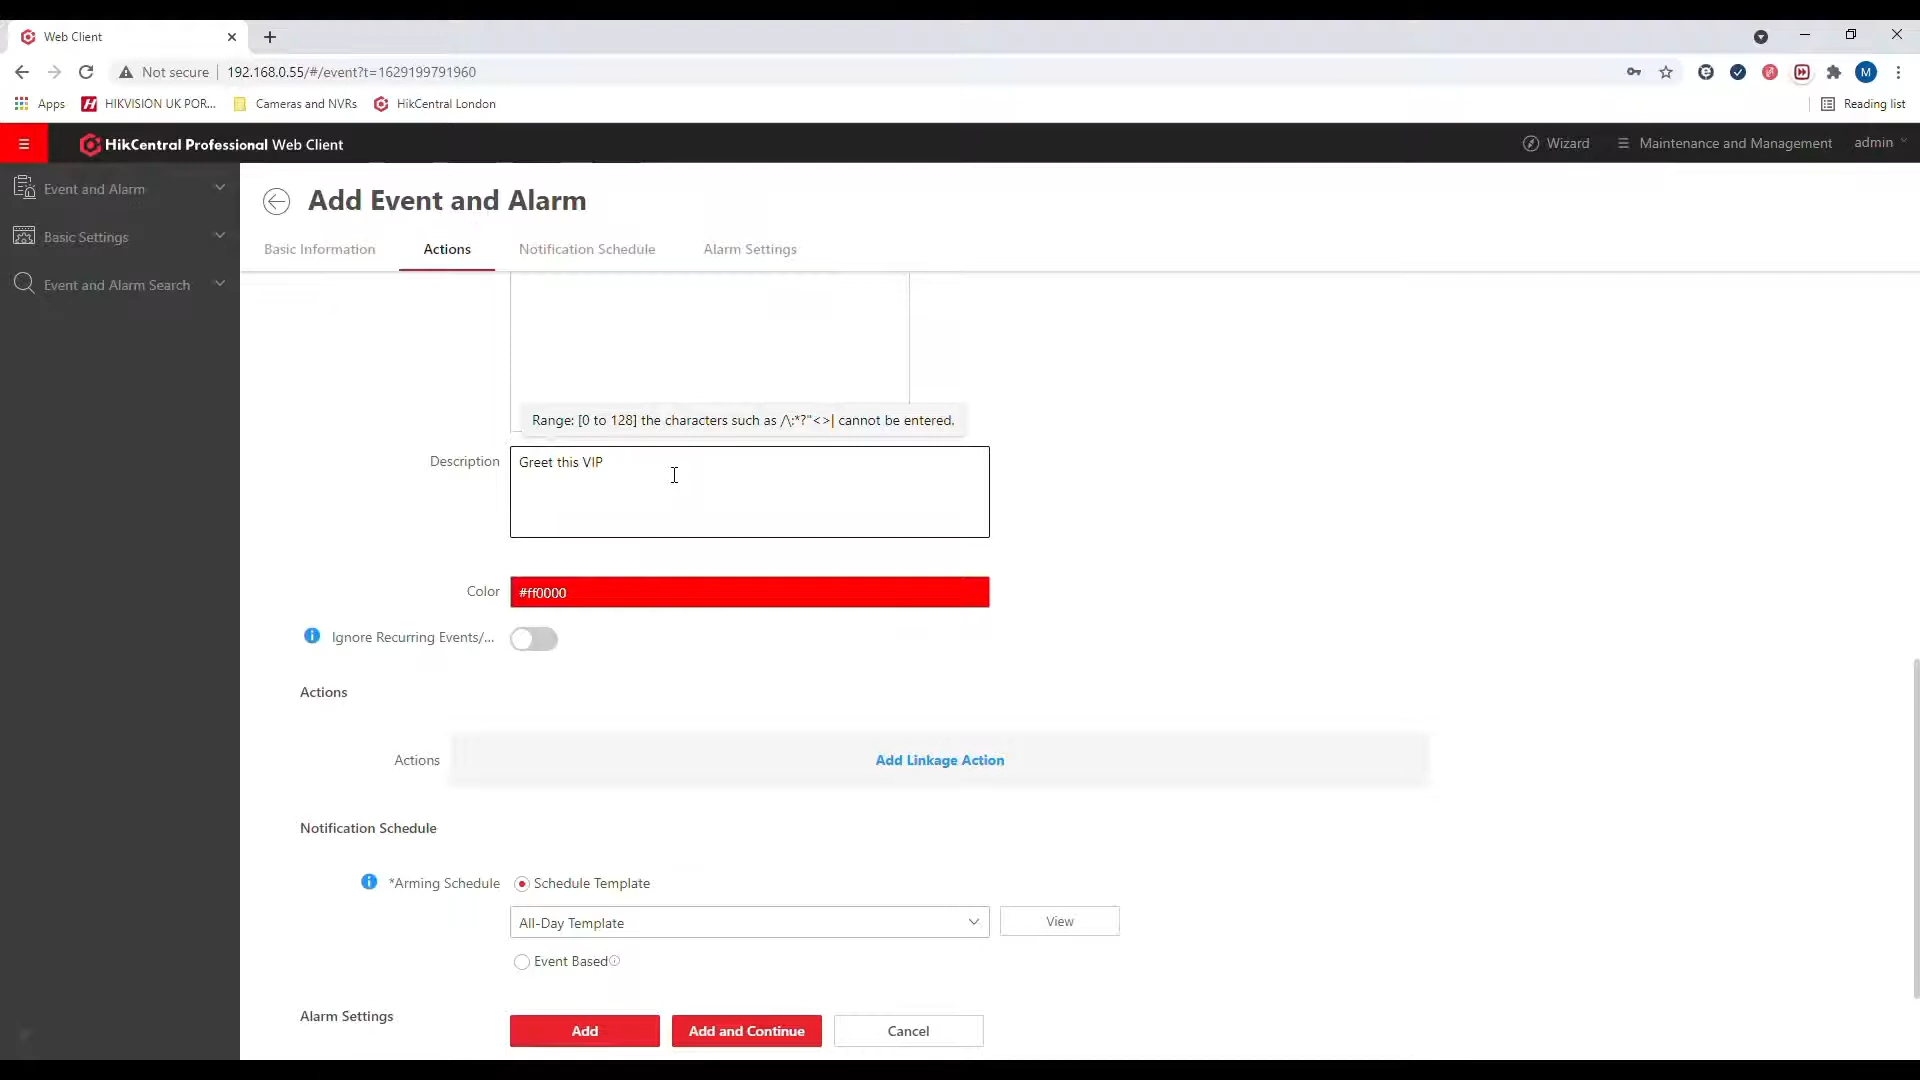 Web Client
Not secure
192.168.0.55/#/event?t=1629199791960
M
Apps
HIKVISION UK POR...
Cameras and NVRs
HikCentral London
Reading list
HikCentral Professional Web Client
Wizard
Maintenance and Management
admin
Event and Alarm
Basic Settings
Event and Alarm Search
Add Event and Alarm
Basic Information
Actions
Notification Schedule
Alarm Settings
Range: [0 to 128] the characters such as /\:*?"<>| cannot be entered.
Description
Greet this VIP
Color
#ff0000
Ignore Recurring Events/...
Actions
Actions
Add Linkage Action
Notification Schedule
*Arming Schedule
Schedule Template
All-Day Template
View
Event Based
Alarm Settings
Add
Add and Continue
Cancel